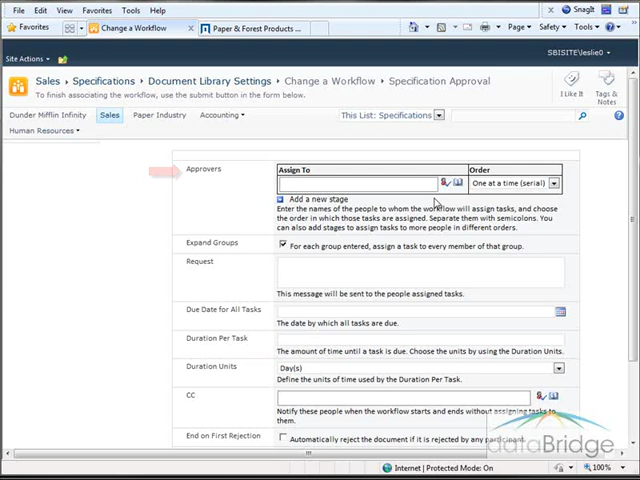 File Edit View Favorites Tools Help SnagIt
Favorites Change a Workflow Paper & Forest Products ... Page Safety Tools
SBISITE\leslie0
Site Actions
Sales Specifications Document Library Settings Change a Workflow Specification Approval
To finish associating the workflow, use the submit button in the form below.
I Like It Tags & Notes
Dunder Mifflin Infinity Sales Paper Industry Accounting This List: Specifications
Human Resources
Approvers
Assign To Order
One at a time (serial)
Add a new stage
Enter the names of the people to whom the workflow will assign tasks, and choose
the order in which those tasks are assigned. Separate them with semicolons. You
can also add stages to assign tasks to more people in different orders.
Expand Groups
For each group entered, assign a task to every member of that group.
Request
This message will be sent to the people assigned tasks.
Due Date for All Tasks
The date by which all tasks are due.
Duration Per Task
The amount of time until a task is due. Choose the units by using the Duration Units.
Duration Units Day(s)
Define the units of time used by the Duration Per Task.
CC
Notify these people when the workflow starts and ends without assigning tasks to
them.
End on First Rejection
Automatically reject the document if it is rejected by any participant.
dataBridge
Internet | Protected Mode: On 100%